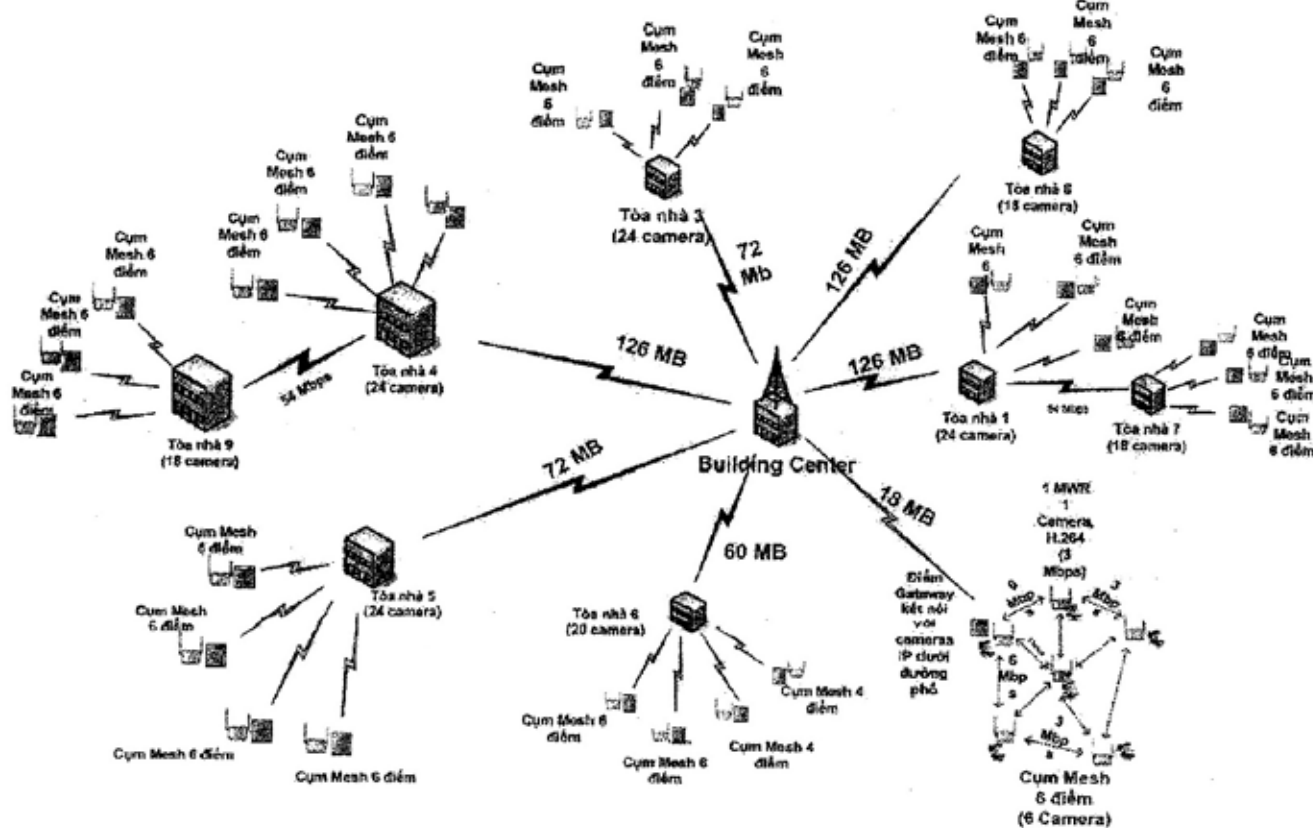 Cụm
Mesh 6
điểm
Cụm
Mesh
6
điểm
Cụm
Mesh
6
điểm
Cụm
Mesh
6
điểm
Tòa nhà 3
(24 camera)
72
Mb
Cụm
Mesh 6
điểm
Cụm
Mesh
6
điểm
Cụm
Mesh
6
điểm
(18 camera)
126 MB
Cụm
Mesh 6
điểm
Cụm
Mesh 6
điểm
Cụm
Mesh 6
điểm
Tòa nhà 4
(24 camera)
126 MB
Cụm
Mesh 6
điểm
Cụm
Mesh 6
điểm
Cụm
Mesh
6 điểm
Tòa nhà 9
(18 camera)
54 Mbps
Cụm
Mesh
6
Cụm
Mesh
6 điểm
Cụm
Mesh
6 điểm
126 MB
Tòa nhà 1
(24 camera)
54 Mbps
Cụm
Mesh
6 điểm
Cụm
Mesh
6 điểm
Cụm
Mesh
6 điểm
Tòa nhà 7
(18 camera)
Building Center
72 MB
Cụm Mesh
6 điểm
Cụm Mesh
6 điểm
Cụm Mesh 6 điểm
Cụm Mesh 6 điểm
Tòa nhà 5
(24 camera)
60 MB
Tòa nhà 6
(20 camera)
Cụm Mesh 6
điểm
Cụm Mesh 6
điểm
Cụm Mesh 4
điểm
Cụm Mesh 4
điểm
18 MB
1 MWR
1
Camera,
H.264
(3
Mbps)
Điểm
Gateway
kết nối
với
camera
IP dưới
đường
phố
Mbp
3
Mbp
s
6
Mbp
s
3
Mbp
s
Cụm Mesh
6 điểm
(6 Camera)